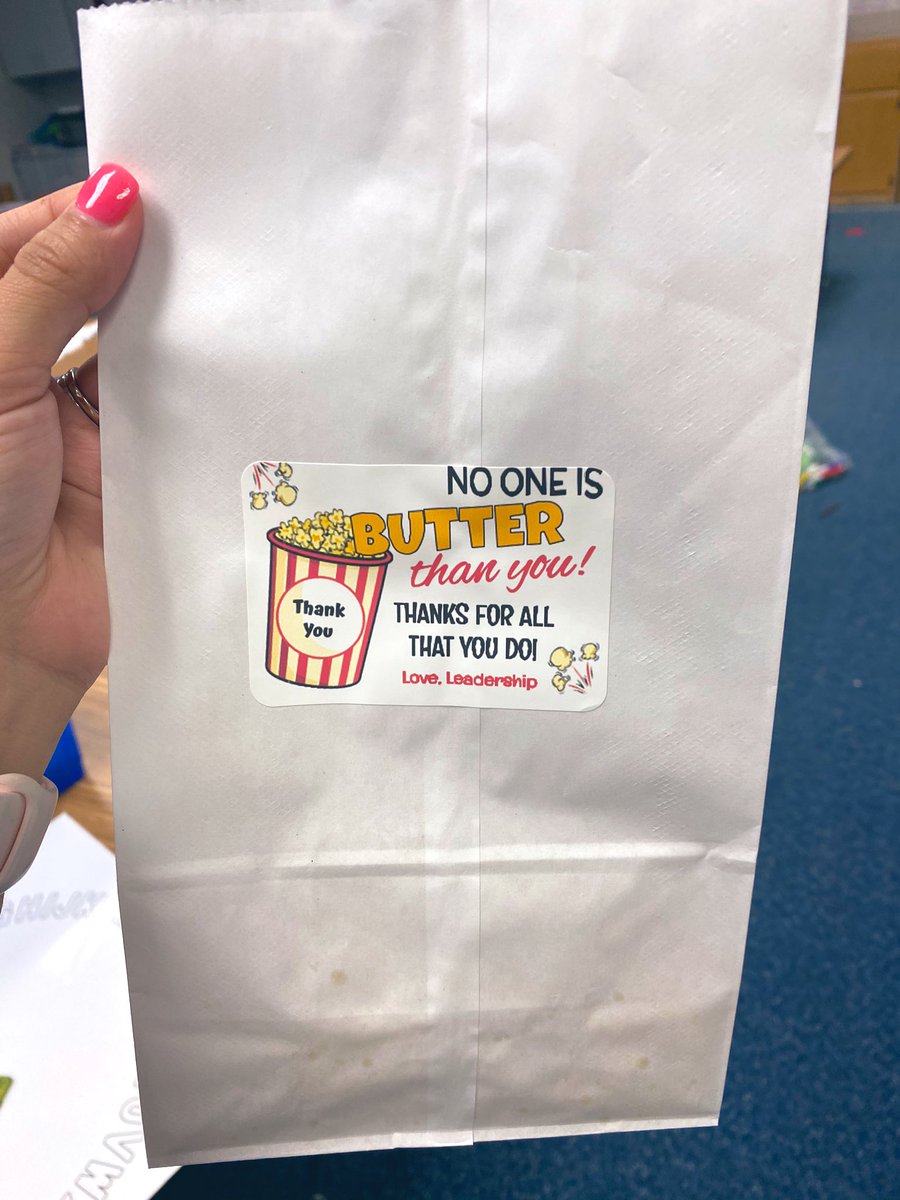 NO ONE IS
BUTTER
than you!
Thank
You
THANKS FOR ALL
THAT YOU DO!
Love, Leadership